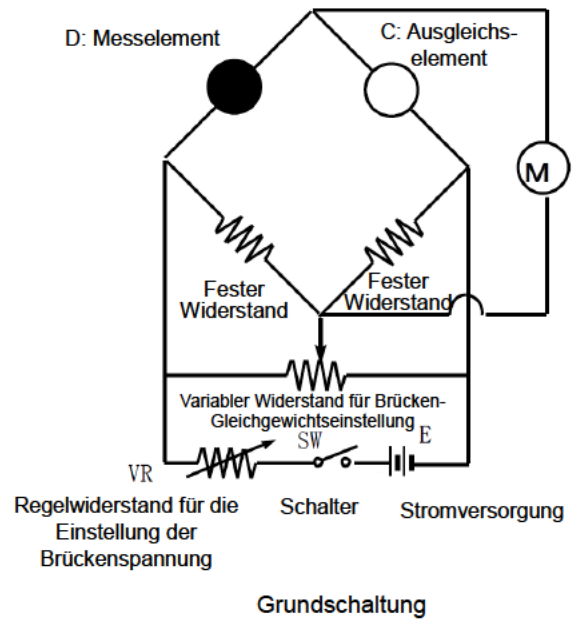 D: Messelement
C: Ausgleichs-
element
M
Fester
Widerstand
Fester
Widerstand
Variabler Widerstand für Brücken-
Gleichgewichtseinstellung
SW
E
VR
Regelwiderstand für die
Einstellung der
Brückenspannung
Schalter
Stromversorgung
Grundschaltung